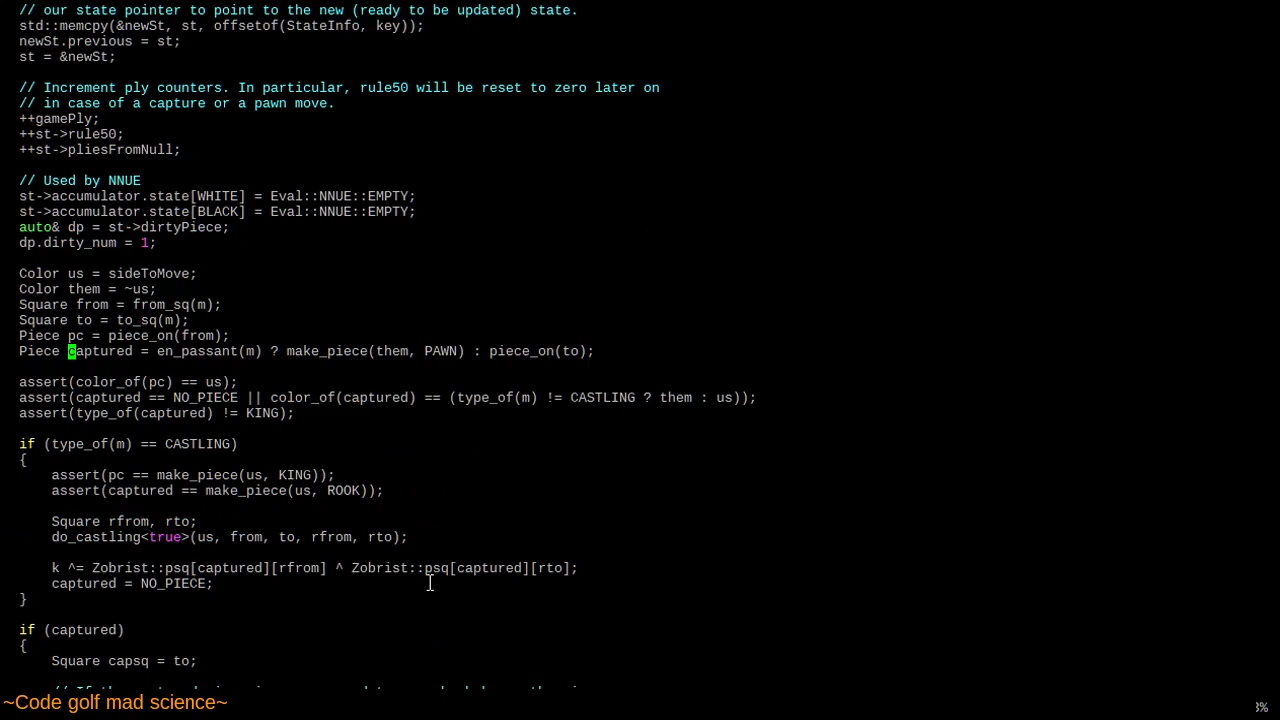 // our state pointer to point to the new (ready to be updated) state.
std::memcpy(&newSt, st, offsetof(StateInfo, key));
newSt.previous = st;
st = &newSt;
// Increment ply counters. In particular, rule50 will be reset to zero later on
// in case of a capture or a pawn move.
++gamePly;
++st->rule50;
++st->pliesFromNull;
// Used by NNUE
st->accumulator.state[WHITE] = Eval::NNUE::EMPTY;
st->accumulator.state[BLACK] = Eval::NNUE::EMPTY;
auto& dp = st->dirtyPiece;
dp.dirty_num = 1;
Color us = sideToMove;
Color them = ~us;
Square from = from_sq(m);
Square to = to_sq(m);
Piece pc = piece_on(from);
Piece captured = en_passant(m) ? make_piece(them, PAWN) : piece_on(to);
assert(color_of(pc) == us);
assert(captured == NO_PIECE || color_of(captured) == (type_of(m) != CASTLING ? them : us));
assert(type_of(captured) != KING);
if (type_of(m) == CASTLING)
{
    assert(pc == make_piece(us, KING));
    assert(captured == make_piece(us, ROOK));
    Square rfrom, rto;
    do_castling<true>(us, from, to, rfrom, rto);
    k ^= Zobrist::psq[captured][rfrom] ^ Zobrist::psq[captured][rto];
    captured = NO_PIECE;
}
if (captured)
{
    Square capsq = to;
~Code golf mad science~